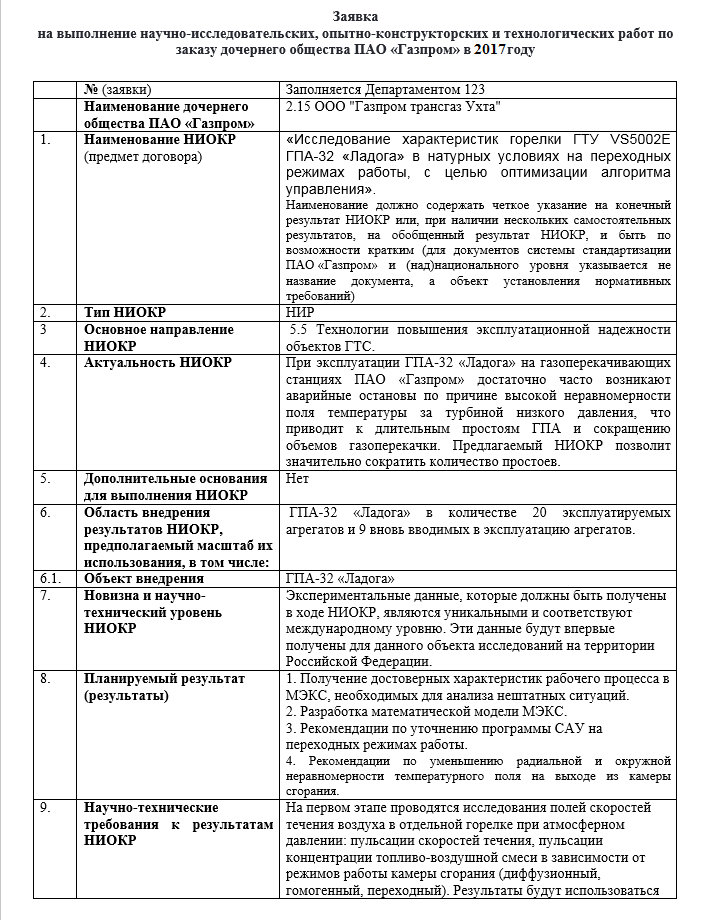 Заявка
на выполнение научно-исследовательских, опытно-конструкторских и технологических работ по
заказу дочернего общества ПАО «Газпром» в 2017 году
№ (заявки)
Заполняется Департаментом 123
Наименование дочернего
общества ПАО «Газпром»
2.15 ООО "Газпром трансгаз Ухта"
1.
Наименование НИОКР
(предмет договора)
«Исследование характеристик горелки ГТУ VS5002E
ГПА-32 «Ладога» в натурных условиях на переходных
режимах работы, с целью оптимизации алгоритма
управления».
Наименование должно содержать четкое указание на конечный
результат НИОКР или, при наличии нескольких самостоятельных
результатов, на обобщенный результат НИОКР, и быть по
возможности кратким (для документов системы стандартизации
ПАО «Газпром» и (над)национального уровня указывается не
название документа, а объект установления нормативных
требований)
2.
Тип НИОКР
НИР
3
Основное направление
НИОКР
5.5 Технологии повышения эксплуатационной надежности
объектов ГТС.
4.
Актуальность НИОКР
При эксплуатации ГПА-32 «Ладога» на газоперекачивающих
станциях ПАО «Газпром» достаточно часто возникают
аварийные остановы по причине высокой неравномерности
поля температуры за турбиной низкого давления, что
приводит к длительным простоям ГПА и сокращению
объемов газоперекачки. Предлагаемый НИОКР позволит
значительно сократить количество простоев.
5.
Дополнительные основания
для выполнения НИОКР
Нет
6.
Область внедрения
результатов НИОКР,
предполагаемый масштаб их
использования, в том числе:
ГПА-32 «Ладога» в количестве 20 эксплуатируемых
агрегатов и 9 вновь вводимых в эксплуатацию агрегатов.
6.1.
Объект внедрения
ГПА-32 «Ладога»
7.
Новизна и научно-
технический уровень
НИОКР
Экспериментальные данные, которые должны быть получены
в ходе НИОКР, являются уникальными и соответствуют
международному уровню. Эти данные будут впервые
получены для данного объекта исследований на территории
Российской Федерации.
8.
Планируемый результат
(результаты)
1. Получение достоверных характеристик рабочего процесса в
МЭКС, необходимых для анализа нештатных ситуаций.
2. Разработка математической модели МЭКС.
3. Рекомендации по уточнению программы САУ на
переходных режимах работы.
4. Рекомендации по уменьшению радиальной и окружной
неравномерности температурного поля на выходе из камеры
сгорания.
9.
Научно-технические
требования к результатам
НИОКР
На первом этапе проводятся исследования полей скоростей
течения воздуха в отдельной горелке при атмосферном
давлении: пульсации скоростей течения, пульсации
концентрации топливо-воздушной смеси в зависимости от
режимов работы камеры сгорания (диффузионный,
гомогенный, переходный). Результаты будут использоваться